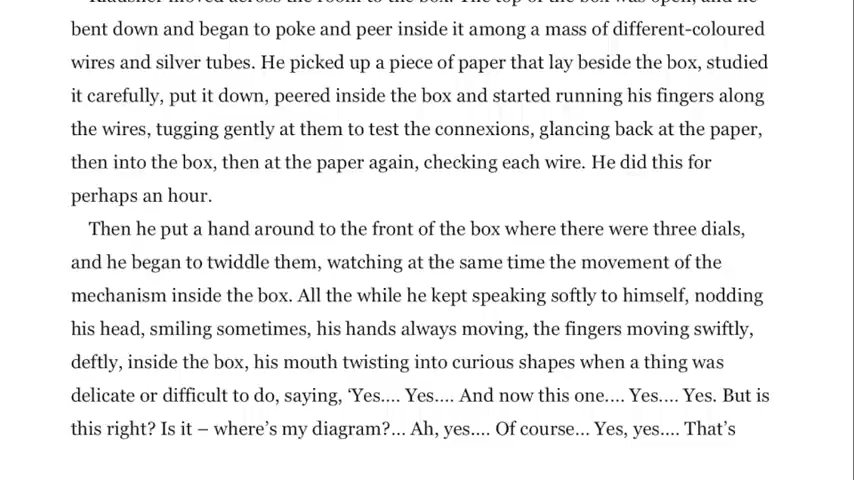 Klausner moved across the room to the box. The top of the box was open, and he
bent down and began to poke and peer inside it among a mass of different-coloured
wires and silver tubes. He picked up a piece of paper that lay beside the box, studied
it carefully, put it down, peered inside the box and started running his fingers along
the wires, tugging gently at them to test the connexions, glancing back at the paper,
then into the box, then at the paper again, checking each wire. He did this for
perhaps an hour.
Then he put a hand around to the front of the box where there were three dials,
and he began to twiddle them, watching at the same time the movement of the
mechanism inside the box. All the while he kept speaking softly to himself, nodding
his head, smiling sometimes, his hands always moving, the fingers moving swiftly,
deftly, inside the box, his mouth twisting into curious shapes when a thing was
delicate or difficult to do, saying, ‘Yes.... Yes.... And now this one.... Yes.... Yes. But is
this right? Is it – where’s my diagram?... Ah, yes.... Of course... Yes, yes.... That’s